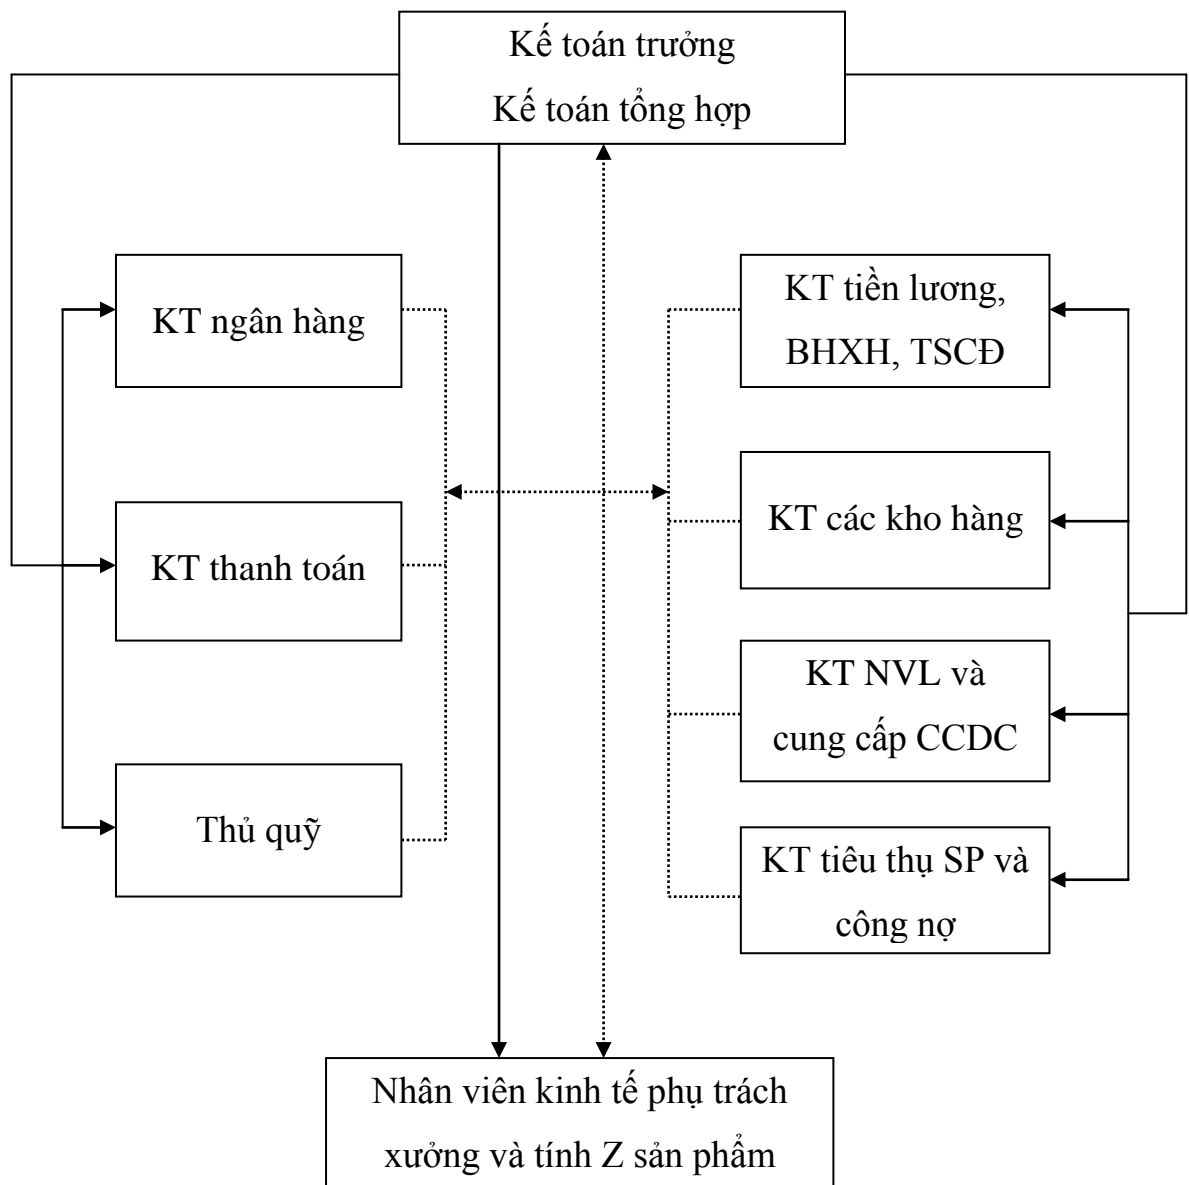 Kế toán trưởng
Kế toán tổng hợp
KT ngân hàng
KT tiền lương,
BHXH, TSCĐ
KT thanh toán
KT các kho hàng
KT NVL và
cung cấp CCDC
Thủ quỹ
KT tiêu thụ SP và
công nợ
Nhân viên kinh tế phụ trách
xưởng và tính Z sản phẩm